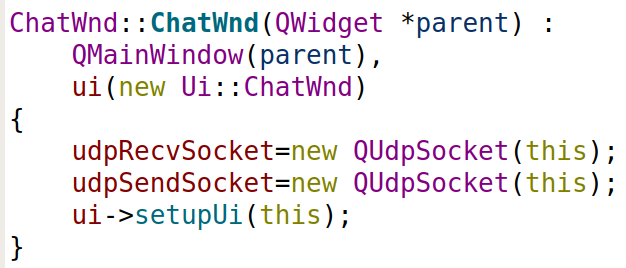 ChatWnd::ChatWnd(QWidget *parent) :
    QMainWindow(parent),
    ui(new Ui::ChatWnd)
{
    udpRecvSocket=new QUdpSocket(this);
    udpSendSocket=new QUdpSocket(this);
    ui->setupUi(this);
}